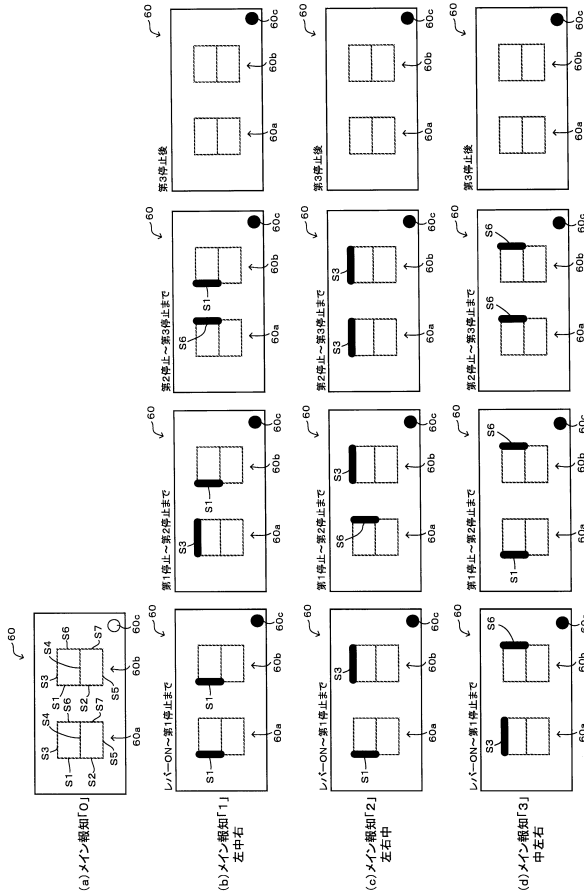 (a)メイン報知「0」
60
S3 S4 S6 S3 S4 S6
S1 S7 S1 S7
S2 S2
S5 S5
60a 60b 60c
(b)メイン報知「1」
左中右
レバーON～第1停止まで 60
S1 S1
60a 60b 60c
第1停止～第2停止まで 60
S3 S1
60a 60b 60c
第2停止～第3停止まで 60
S6 S1
60a 60b 60c
第3停止後 60
60a 60b 60c
(c)メイン報知「2」
左右中
レバーON～第1停止まで 60
S1 S3
60a 60b 60c
第1停止～第2停止まで 60
S6 S3
60a 60b 60c
第2停止～第3停止まで 60
S3 S3
60a 60b 60c
第3停止後 60
60a 60b 60c
(d)メイン報知「3」
中左右
レバーON～第1停止まで 60
S3 S6
60a 60b 60c
第1停止～第2停止まで 60
S1 S6
60a 60b 60c
第2停止～第3停止まで 60
S6 S6
60a 60b 60c
第3停止後 60
60a 60b 60c